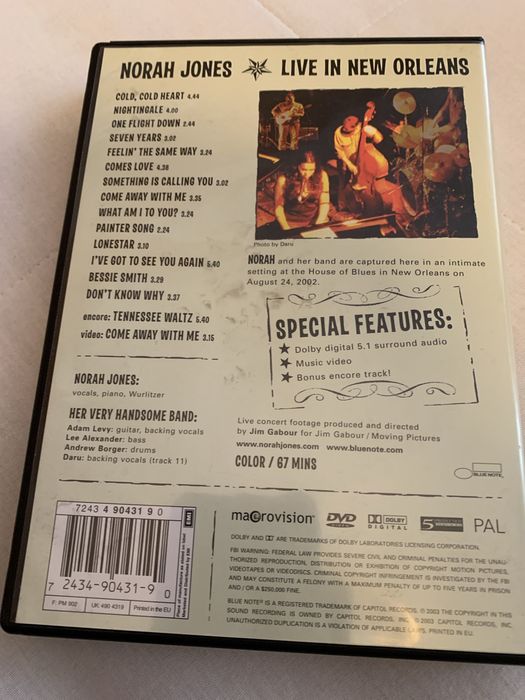 NORAH JONES LIVE IN NEW ORLEANS
COLD, COLD HEART 4.44
NIGHTINGALE 4.00
ONE FLIGHT DOWN 2.44
SEVEN YEARS 3.02
FEELIN' THE SAME WAY 3.24
COMES LOVE 4.38
SOMETHING IS CALLING YOU 3.02
COME AWAY WITH ME 3.35
WHAT AM I TO YOU? 3.24
PAINTER SONG 2.24
LONESTAR 3.10
I'VE GOT TO SEE YOU AGAIN 5.40
BESSIE SMITH 3.29
DON'T KNOW WHY 3.37
encore: TENNESSEE WALTZ 5.40
video: COME AWAY WITH ME 3.15
NORAH JONES:
vocals, piano, Wurlitzer
HER VERY HANDSOME BAND:
Adam Levy: guitar, backing vocals
Lee Alexander: bass
Andrew Borger: drums
Daru: backing vocals (track 11)
Photo by Daru
NORAH and her band are captured here in an intimate
setting at the House of Blues in New Orleans on
August 24, 2002.
SPECIAL FEATURES:
Dolby digital 5.1 surround audio
Music video
Bonus encore track!
Live concert footage produced and directed
by Jim Gabour for Jim Gabour / Moving Pictures
www.norahjones.com www.bluenote.com
COLOR / 67 MINS
BLUE NOTE
7243 4 90431 9 0
EMI
7 2434-90431-9 0
F: PM 902 UK: 490 4319 Printed in the EU
macrovision DVD DOLBY DIGITAL 5 PAL
DOLBY AND ARE TRADEMARKS OF DOLBY LABORATORIES LICENSING CORPORATION.
FBI WARNING: FEDERAL LAW PROVIDES SEVERE CIVIL AND CRIMINAL PENALTIES FOR THE UNAU-
THORIZED REPRODUCTION, DISTRIBUTION OR EXHIBITION OF COPYRIGHT MOTION PICTURES,
VIDEOTAPES OR VIDEODISCS. CRIMINAL COPYRIGHT INFRINGEMENT IS INVESTIGATED BY THE FBI
AND MAY CONSTITUTE A FELONY WITH A MAXIMUM PENALTY OF UP TO FIVE YEARS IN PRISON
AND / OR A $250,000 FINE.
BLUE NOTE® IS A REGISTERED TRADEMARK OF CAPITOL RECORDS. © 2003 THE COPYRIGHT IN THIS
SOUND RECORDING IS OWNED BY CAPITOL RECORDS, INC. © 2003 CAPITOL RECORDS, INC.
UNAUTHORIZED DUPLICATION IS A VIOLATION OF APPLICABLE LAWS. PRINTED IN EU.